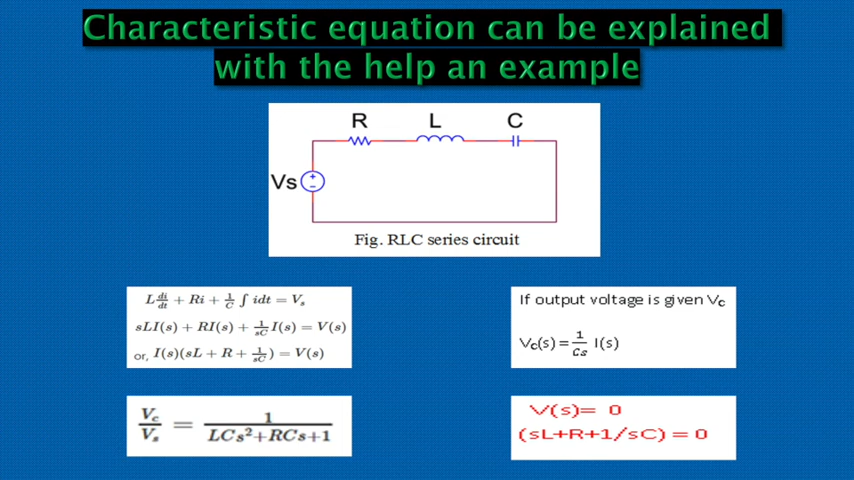 Characteristic equation can be explained
with the help an example
R L C
Vs
+
−
Fig. RLC series circuit
L di/dt + Ri + 1/C ∫ idt = Vₛ
sLI(s) + RI(s) + 1/sC I(s) = V(s)
or, I(s)(sL + R + 1/sC) = V(s)
If output voltage is given Vc
Vc(s) = 1/Cs I(s)
Vc/Vs = 1/LCs²+RCs+1
V(s)= 0
(sL+R+1/sC) = 0